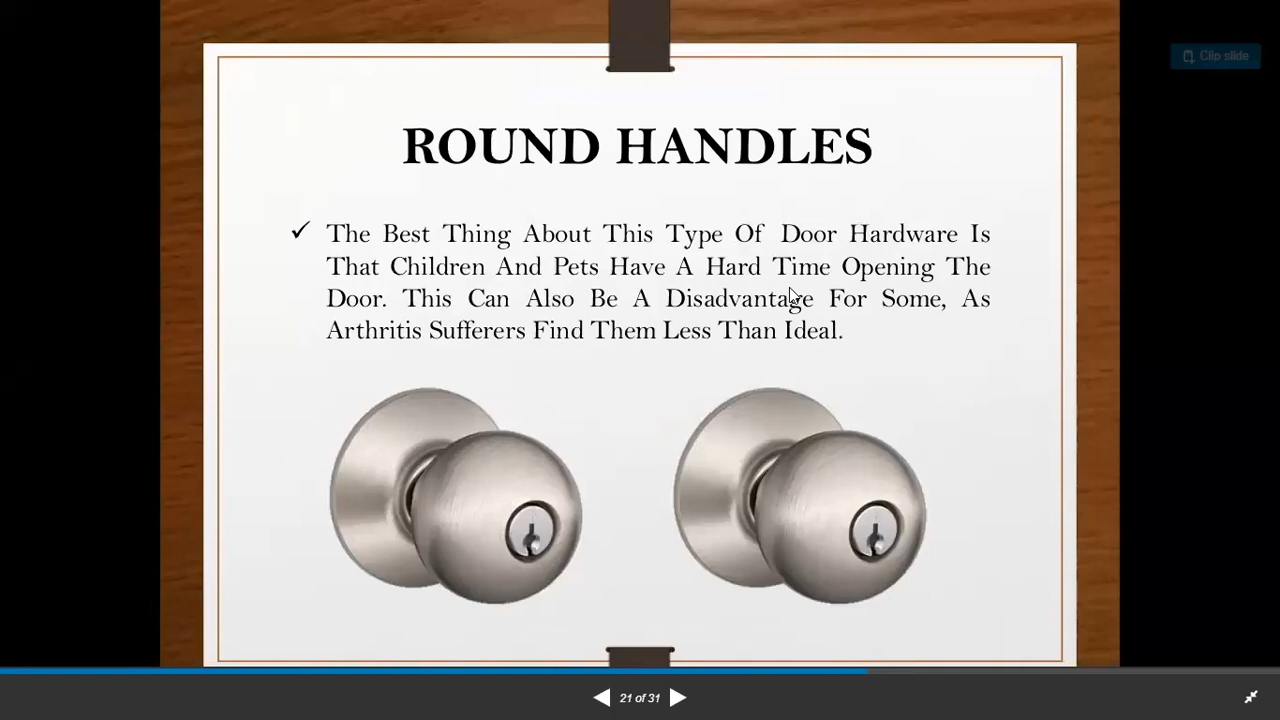 Clip slide
ROUND HANDLES
✓ The Best Thing About This Type Of Door Hardware Is
That Children And Pets Have A Hard Time Opening The
Door. This Can Also Be A Disadvantage For Some, As
Arthritis Sufferers Find Them Less Than Ideal.
21 of 31